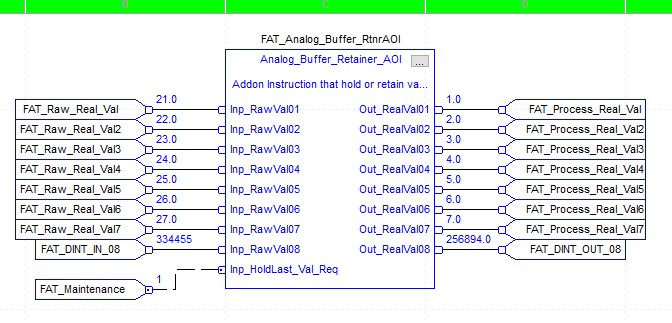 B C D
FAT_Analog_Buffer_RtnrAOI
Analog_Buffer_Retainer_AOI ...
Addon Instruction that hold or retain va...
FAT_Raw_Real_Val 21.0 Inp_RawVal01 Out_RealVal01 1.0 FAT_Process_Real_Val
FAT_Raw_Real_Val2 22.0 Inp_RawVal02 Out_RealVal02 2.0 FAT_Process_Real_Val2
FAT_Raw_Real_Val3 23.0 Inp_RawVal03 Out_RealVal03 3.0 FAT_Process_Real_Val3
FAT_Raw_Real_Val4 24.0 Inp_RawVal04 Out_RealVal04 4.0 FAT_Process_Real_Val4
FAT_Raw_Real_Val5 25.0 Inp_RawVal05 Out_RealVal05 5.0 FAT_Process_Real_Val5
FAT_Raw_Real_Val6 26.0 Inp_RawVal06 Out_RealVal06 6.0 FAT_Process_Real_Val6
FAT_Raw_Real_Val7 27.0 Inp_RawVal07 Out_RealVal07 7.0 FAT_Process_Real_Val7
FAT_DINT_IN_08 334455 Inp_RawVal08 Out_RealVal08 256894.0 FAT_DINT_OUT_08
FAT_Maintenance 1 Inp_HoldLast_Val_Req